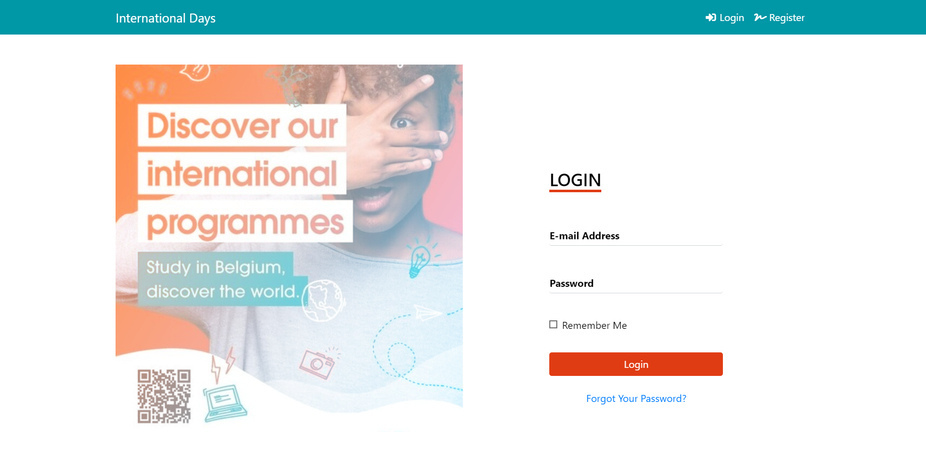 International Days
Login
Register
Discover our
international
programmes
Study in Belgium,
discover the world.
LOGIN
E-mail Address
Password
Remember Me
Login
Forgot Your Password?